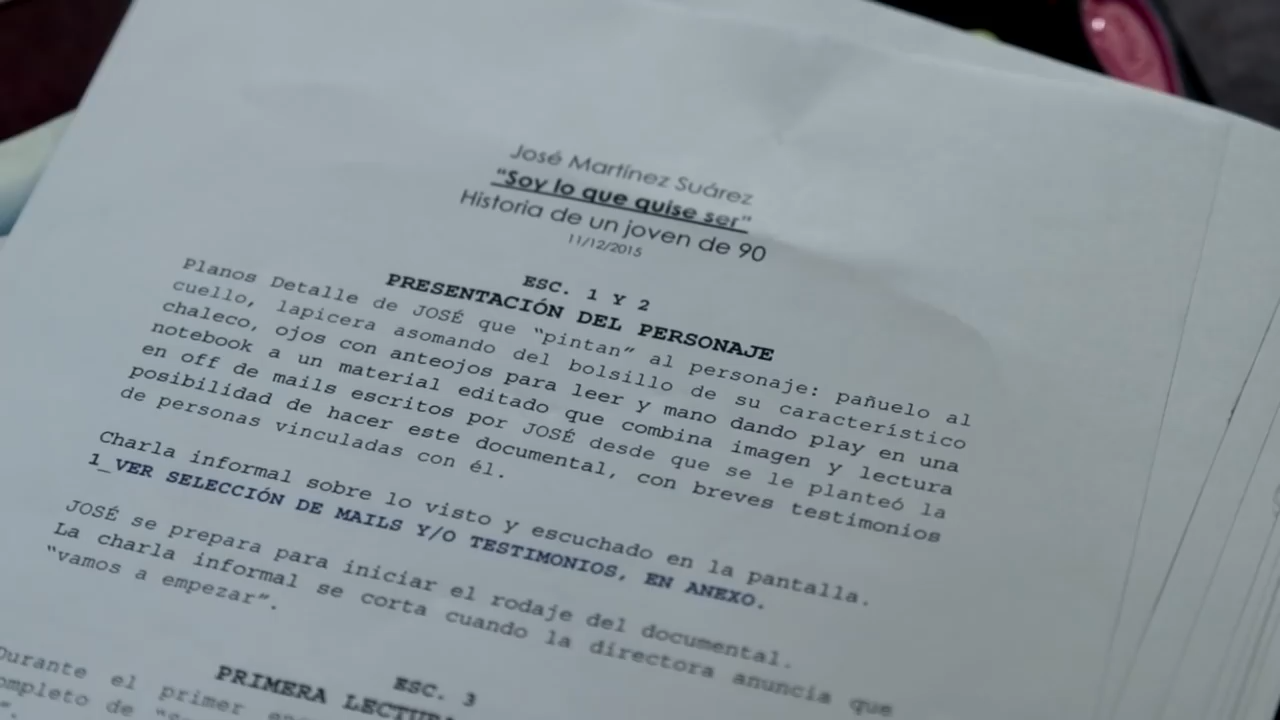 José Martínez Suárez
"Soy lo que quise ser"
Historia de un joven de 90
11/12/2015
ESC. 1 Y 2
PRESENTACIÓN DEL PERSONAJE
Planos Detalle de JOSÉ que “pintan” al personaje: pañuelo al
cuello, lapicera asomando del bolsillo de su característico
chaleco, ojos con anteojos para leer y mano dando play en una
notebook a un material editado que combina imagen y lectura
en off de mails escritos por JOSÉ desde que se le planteó la
posibilidad de hacer este documental, con breves testimonios
de personas vinculadas con él.
Charla informal sobre lo visto y escuchado en la pantalla.
1_VER SELECCIÓN DE MAILS Y/O TESTIMONIOS, EN ANEXO.
JOSÉ se prepara para iniciar el rodaje del documental.
La charla informal se corta cuando la directora anuncia que
“vamos a empezar”.
ESC. 3
PRIMERA LECTURA
Durante el primer
completo de